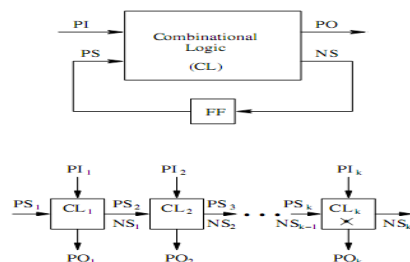 PI PO
Combinational
Logic
(CL)
PS NS
FF
PI1 PI2 PIk
PS1 CL1 PS2 CL2 PS3 PSk CLk
NS1 NS2 • • • NSk-1 NSk
PO1 PO2 POk